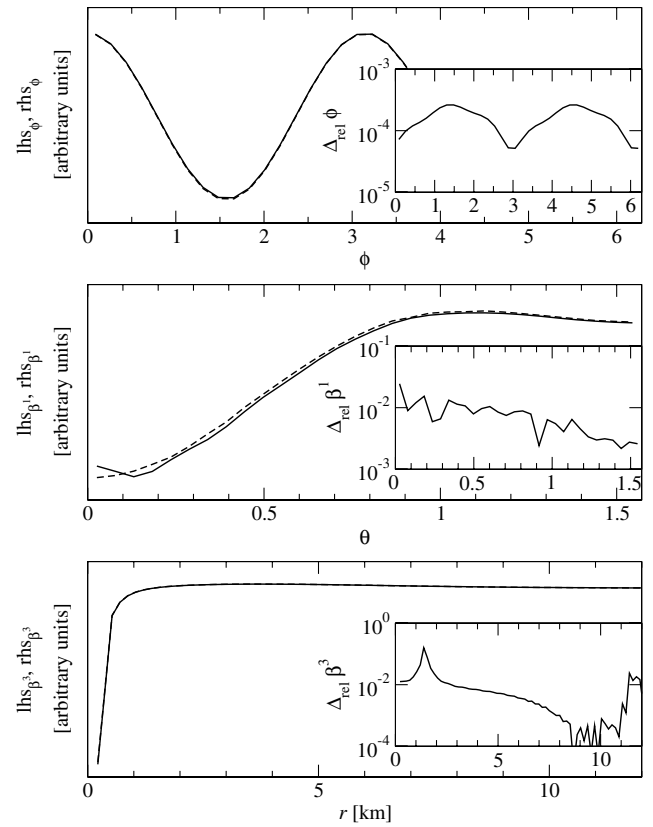 lhs_ϕ, rhs_ϕ
[arbitrary units]
10^-3
Δ_rel ϕ
10^-4
10^-5
0 1 2 3 4 5 6
0 1 2 3 4 5 6
ϕ
lhs_β^1, rhs_β^1
[arbitrary units]
10^-1
Δ_rel β^1
10^-2
10^-3
0 0.5 1 1.5
0 0.5 1 1.5
θ
lhs_β^3, rhs_β^3
[arbitrary units]
10^0
Δ_rel β^3
10^-2
10^-4
0 5 10
0 5 10
r [km]